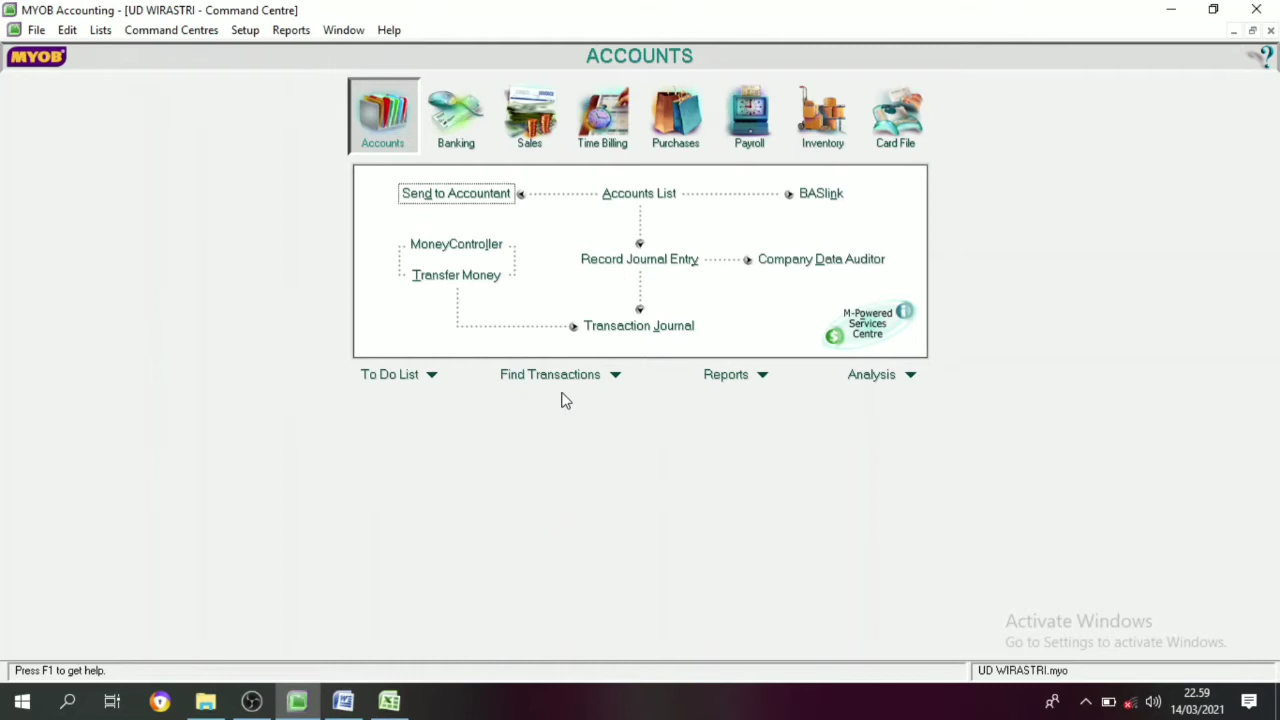 MYOB Accounting - [UD WIRASTRI - Command Centre]
File Edit Lists Command Centres Setup Reports Window Help
MYOB
ACCOUNTS
Accounts Banking Sales Time Billing Purchases Payroll Inventory Card File
Send to Accountant Accounts List BASlink
MoneyController
Record Journal Entry Company Data Auditor
Transfer Money
M-Powered
Services
Centre
Transaction Journal
To Do List Find Transactions Reports Analysis
Activate Windows
Go to Settings to activate Windows.
Press F1 to get help. UD WIRASTRI.myo
22.59
14/03/2021